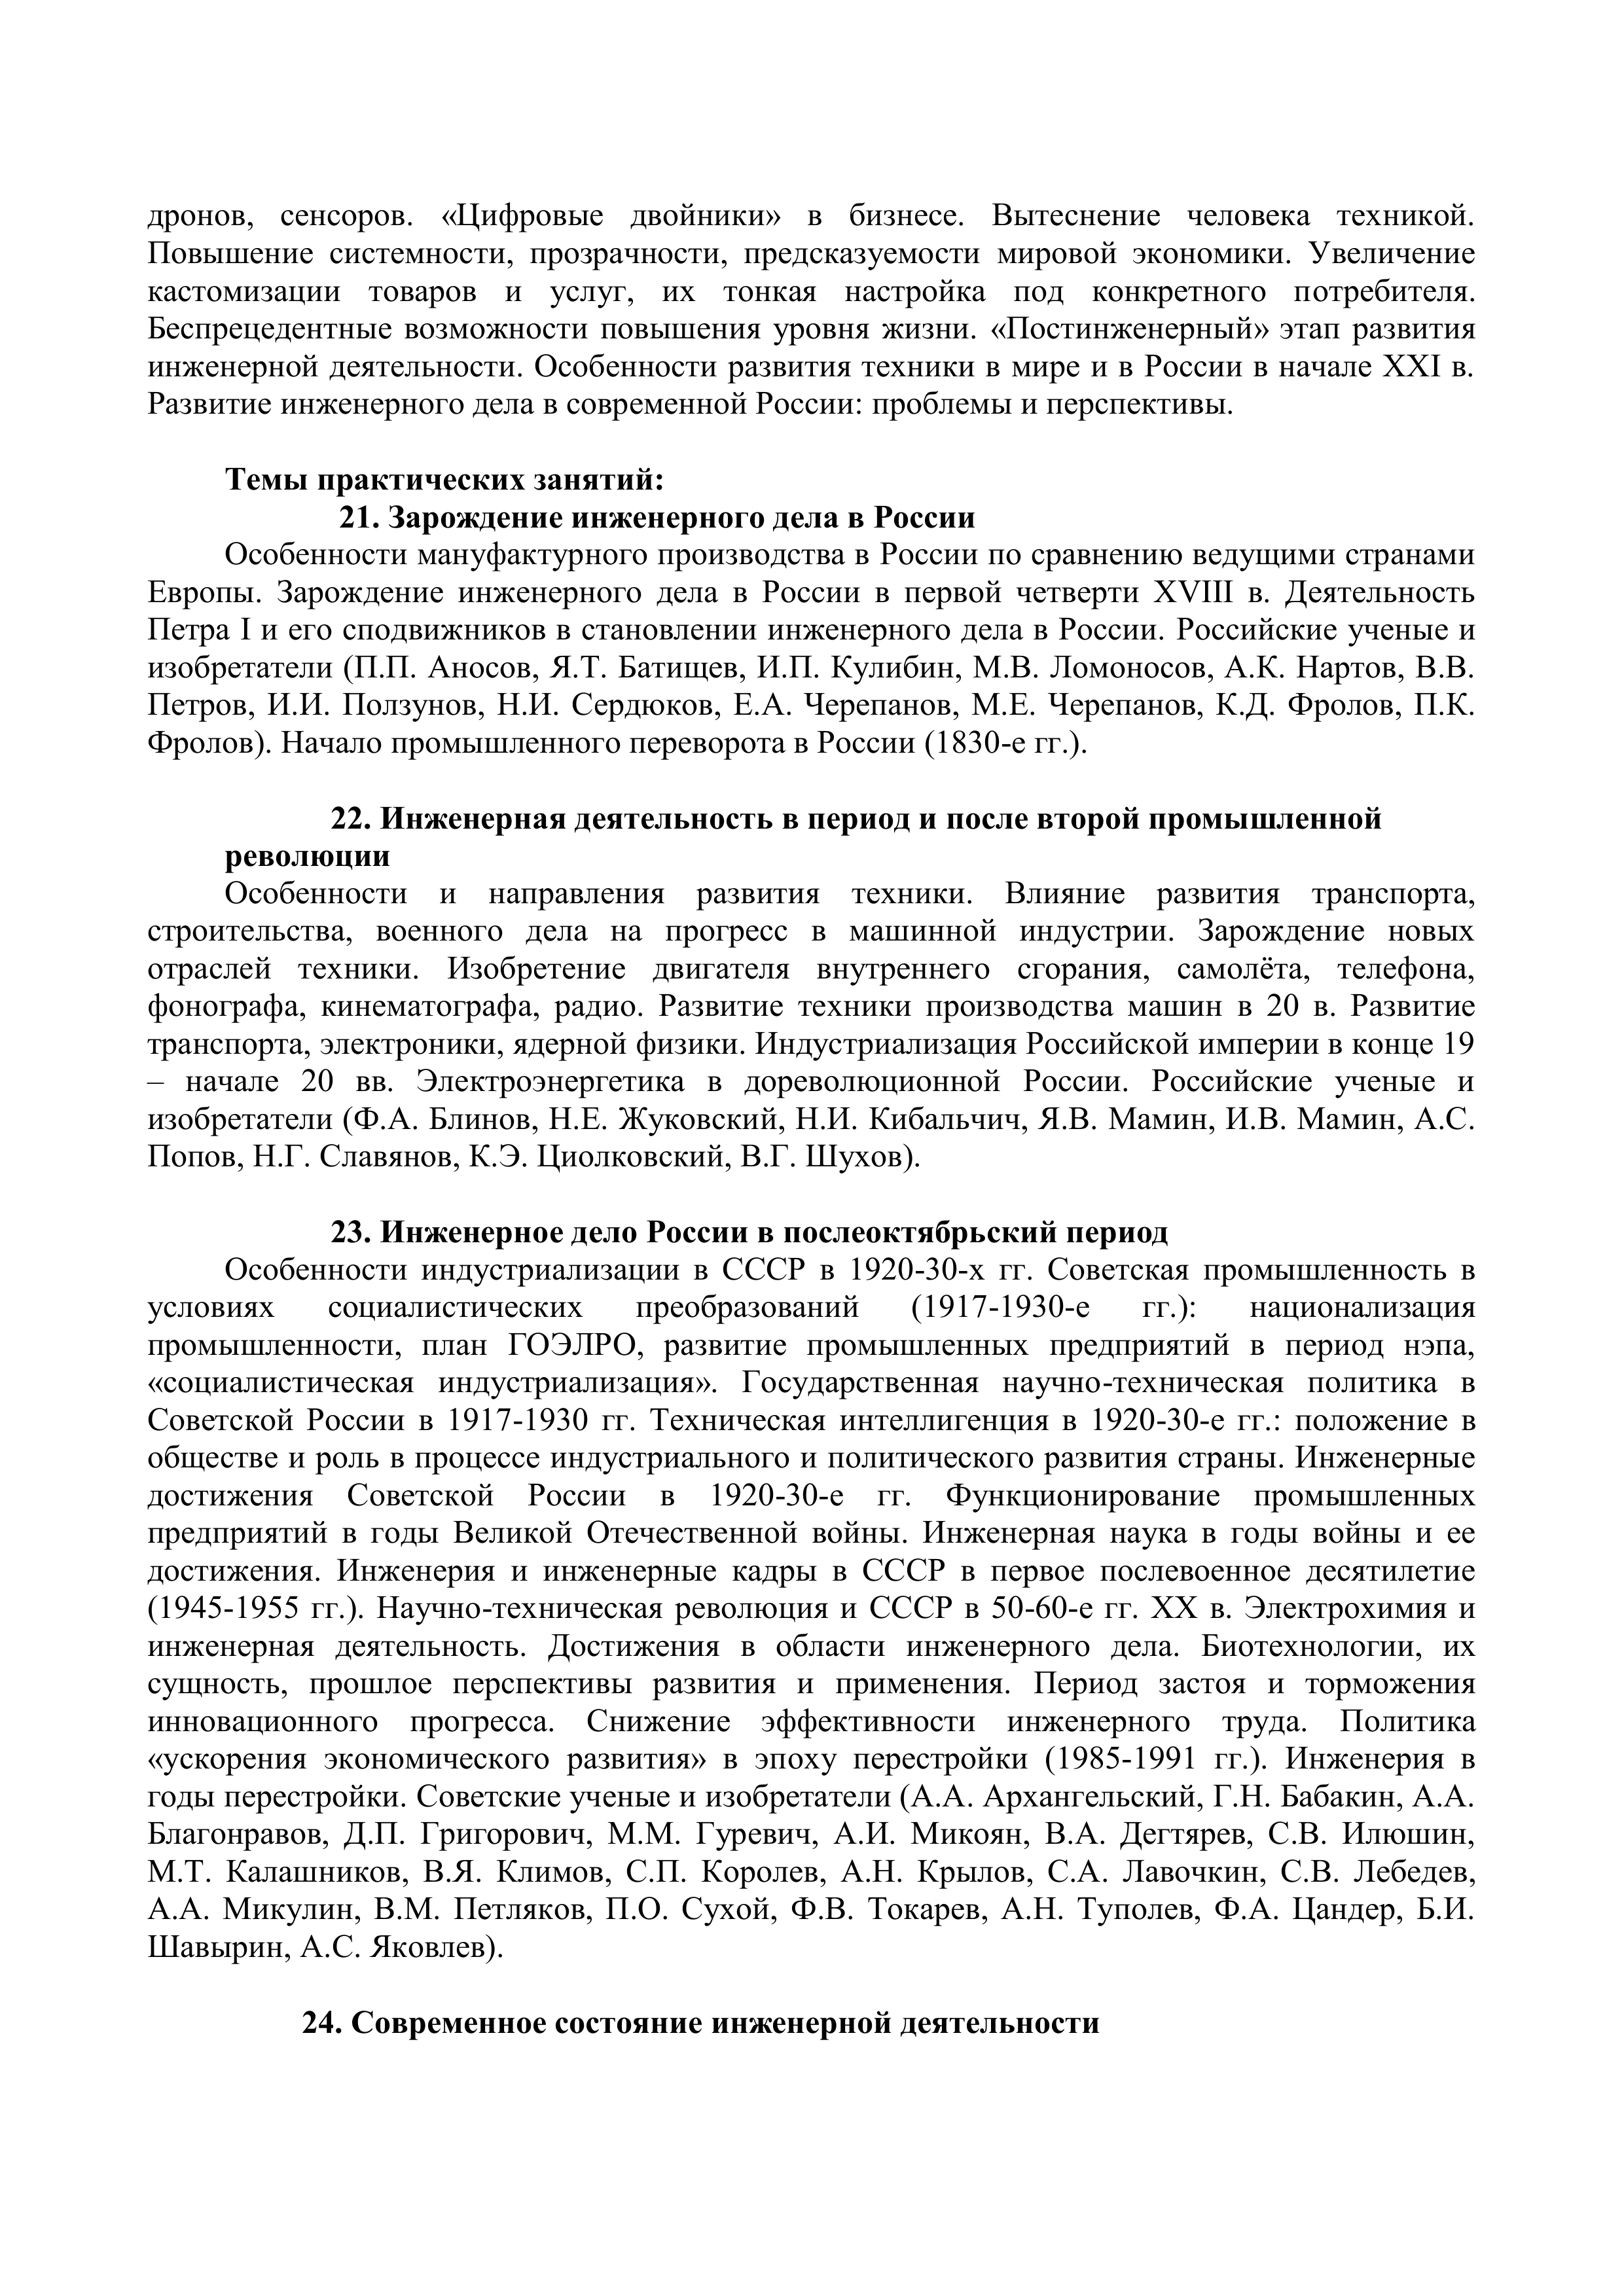 дронов, сенсоров. «Цифровые двойники» в бизнесе. Вытеснение человека техникой.
Повышение системности, прозрачности, предсказуемости мировой экономики. Увеличение
кастомизации товаров и услуг, их тонкая настройка под конкретного потребителя.
Беспрецедентные возможности повышения уровня жизни. «Постинженерный» этап развития
инженерной деятельности. Особенности развития техники в мире и в России в начале XXI в.
Развитие инженерного дела в современной России: проблемы и перспективы.
Темы практических занятий:
21. Зарождение инженерного дела в России
Особенности мануфактурного производства в России по сравнению ведущими странами
Европы. Зарождение инженерного дела в России в первой четверти XVIII в. Деятельность
Петра I и его сподвижников в становлении инженерного дела в России. Российские ученые и
изобретатели (П.П. Аносов, Я.Т. Батищев, И.П. Кулибин, М.В. Ломоносов, А.К. Нартов, В.В.
Петров, И.И. Ползунов, Н.И. Сердюков, Е.А. Черепанов, М.Е. Черепанов, К.Д. Фролов, П.К.
Фролов). Начало промышленного переворота в России (1830-е гг.).
22. Инженерная деятельность в период и после второй промышленной
революции
Особенности и направления развития техники. Влияние развития транспорта,
строительства, военного дела на прогресс в машинной индустрии. Зарождение новых
отраслей техники. Изобретение двигателя внутреннего сгорания, самолёта, телефона,
фонографа, кинематографа, радио. Развитие техники производства машин в 20 в. Развитие
транспорта, электроники, ядерной физики. Индустриализация Российской империи в конце 19
– начале 20 вв. Электроэнергетика в дореволюционной России. Российские ученые и
изобретатели (Ф.А. Блинов, Н.Е. Жуковский, Н.И. Кибальчич, Я.В. Мамин, И.В. Мамин, А.С.
Попов, Н.Г. Славянов, К.Э. Циолковский, В.Г. Шухов).
23. Инженерное дело России в послеоктябрьский период
Особенности индустриализации в СССР в 1920-30-х гг. Советская промышленность в
условиях социалистических преобразований (1917-1930-е гг.): национализация
промышленности, план ГОЭЛРО, развитие промышленных предприятий в период нэпа,
«социалистическая индустриализация». Государственная научно-техническая политика в
Советской России в 1917-1930 гг. Техническая интеллигенция в 1920-30-е гг.: положение в
обществе и роль в процессе индустриального и политического развития страны. Инженерные
достижения Советской России в 1920-30-е гг. Функционирование промышленных
предприятий в годы Великой Отечественной войны. Инженерная наука в годы войны и ее
достижения. Инженерия и инженерные кадры в СССР в первое послевоенное десятилетие
(1945-1955 гг.). Научно-техническая революция и СССР в 50-60-е гг. XX в. Электрохимия и
инженерная деятельность. Достижения в области инженерного дела. Биотехнологии, их
сущность, прошлое перспективы развития и применения. Период застоя и торможения
инновационного прогресса. Снижение эффективности инженерного труда. Политика
«ускорения экономического развития» в эпоху перестройки (1985-1991 гг.). Инженерия в
годы перестройки. Советские ученые и изобретатели (А.А. Архангельский, Г.Н. Бабакин, А.А.
Благонравов, Д.П. Григорович, М.М. Гуревич, А.И. Микоян, В.А. Дегтярев, С.В. Илюшин,
М.Т. Калашников, В.Я. Климов, С.П. Королев, А.Н. Крылов, С.А. Лавочкин, С.В. Лебедев,
А.А. Микулин, В.М. Петляков, П.О. Сухой, Ф.В. Токарев, А.Н. Туполев, Ф.А. Цандер, Б.И.
Шавырин, А.С. Яковлев).
24. Современное состояние инженерной деятельности